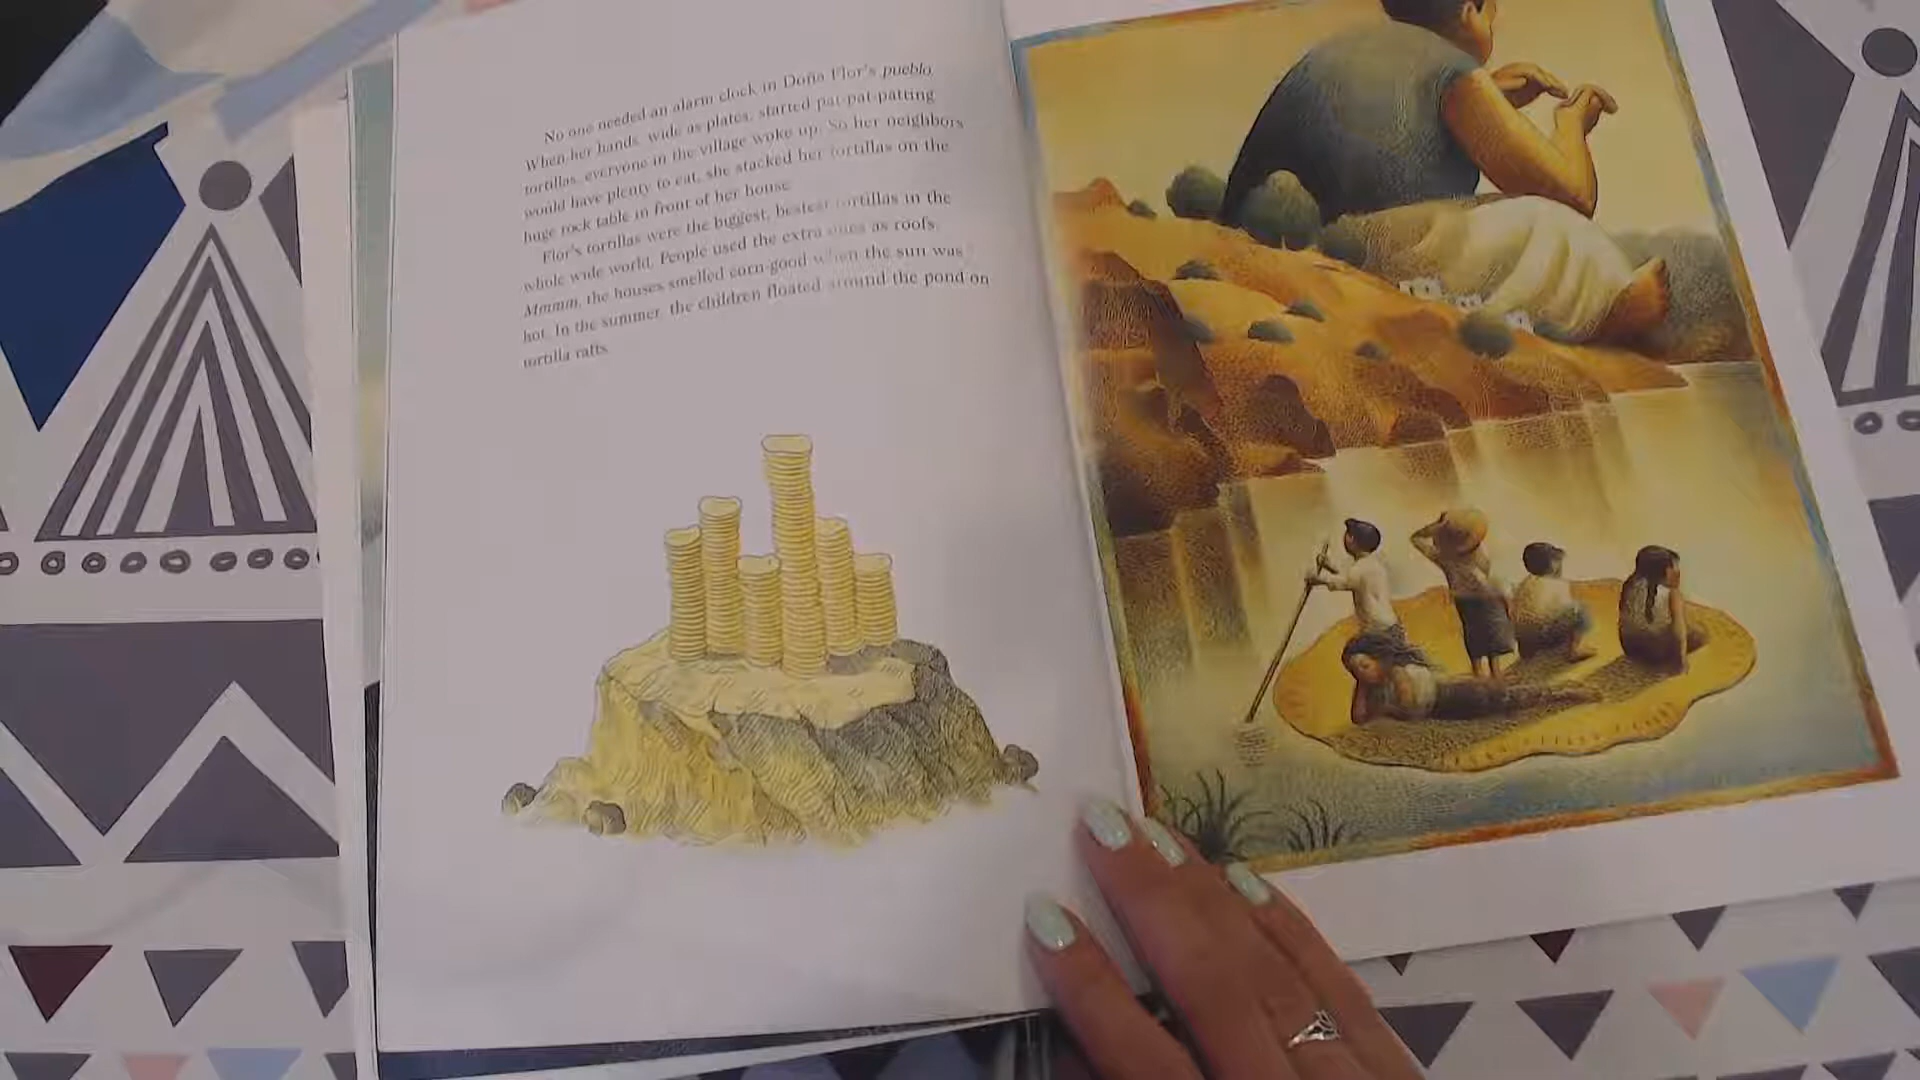 No one needed an alarm clock in Doña Flor's pueblo.
When her hands, wide as plates, started pat-pat-patting
tortillas, everyone in the village woke up. So her neighbors
would have plenty to eat, she stacked her tortillas on the
huge rock table in front of her house.
Flor's tortillas were the biggest, bestest tortillas in the
whole wide world. People used the extra ones as roofs.
Mmmm, the houses smelled corn-good when the sun was
hot. In the summer, the children floated around the pond on
tortilla rafts.